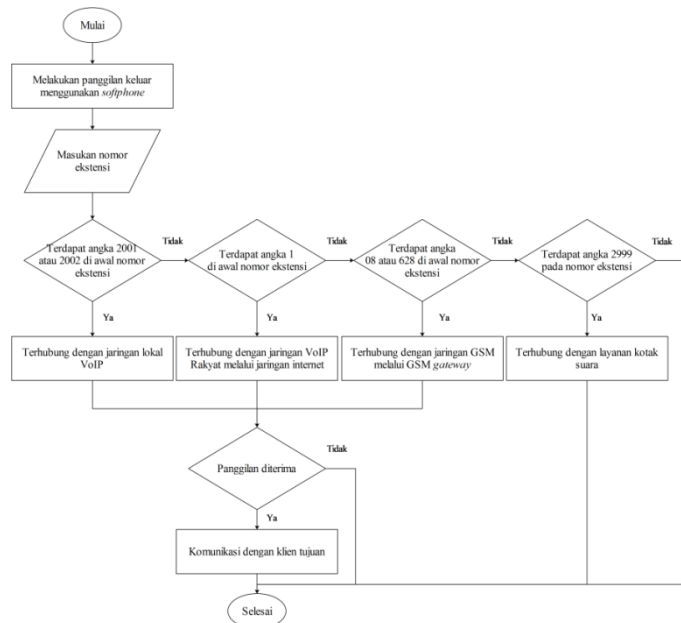 Mulai
Melakukan panggilan keluar
menggunakan softphone
Masukan nomor
ekstensi
Terdapat angka 2001
atau 2002 di awal nomor
ekstensi
Tidak
Terdapat angka 1
di awal nomor ekstensi
Tidak
Terdapat angka
08 atau 628 di awal nomor
ekstensi
Tidak
Terdapat angka 2999
pada nomor ekstensi
Tidak
Ya
Ya
Ya
Ya
Terhubung dengan jaringan lokal
VoIP
Terhubung dengan jaringan VoIP
Rakyat melalui jaringan internet
Terhubung dengan jaringan GSM
melalui GSM gateway
Terhubung dengan layanan kotak
suara
Panggilan diterima
Tidak
Ya
Komunikasi dengan klien tujuan
Selesai